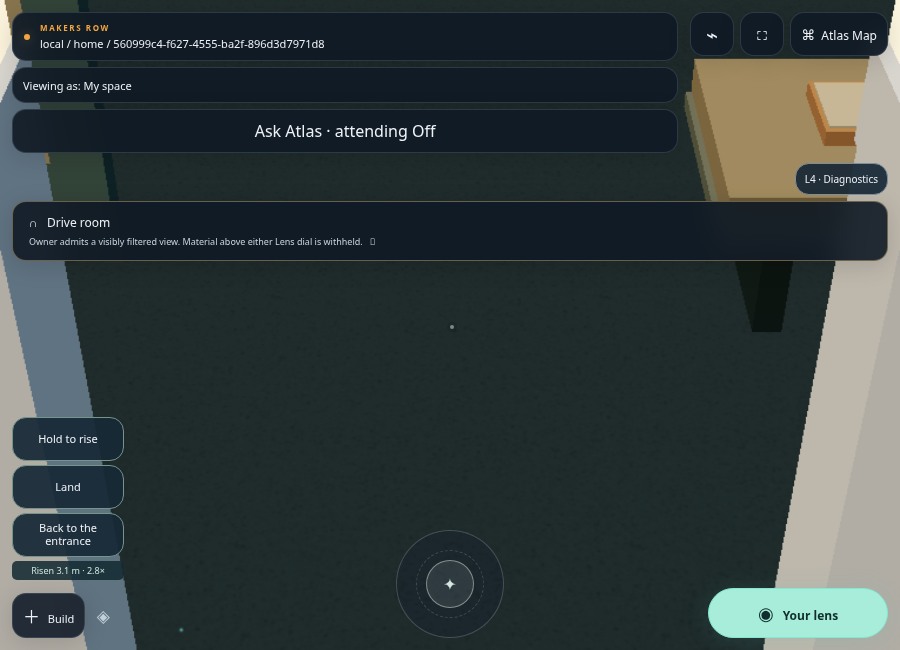 MAKERS ROW
local / home / 560999c4-f627-4555-ba2f-896d3d7971d8
Atlas Map
Viewing as: My space
Ask Atlas · attending Off
L4 · Diagnostics
Drive room
Owner admits a visibly filtered view. Material above either Lens dial is withheld.
Hold to rise
Land
Back to the
entrance
Risen 3.1 m · 2.8×
Build
Your lens